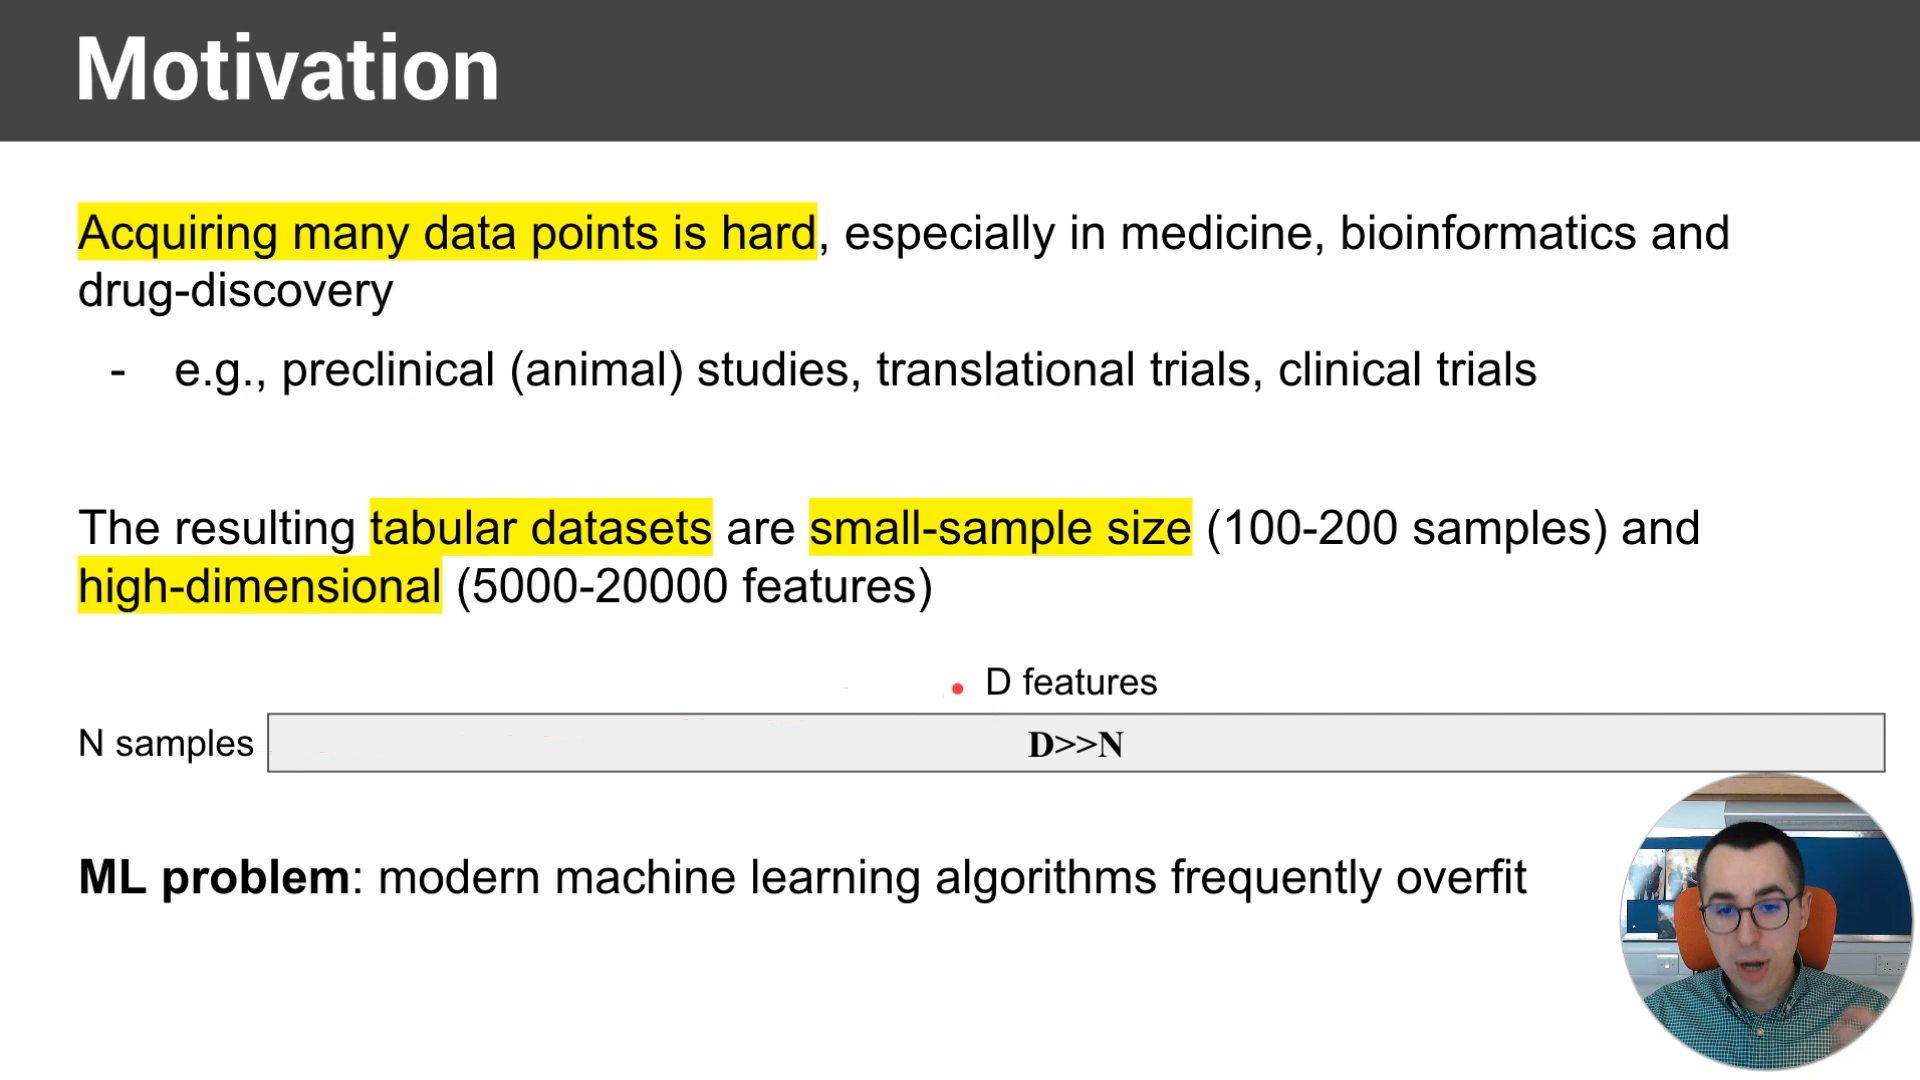 Motivation
Acquiring many data points is hard, especially in medicine, bioinformatics and
drug-discovery
- e.g., preclinical (animal) studies, translational trials, clinical trials
The resulting tabular datasets are small-sample size (100-200 samples) and
high-dimensional (5000-20000 features)
D features
N samples
D>>N
ML problem: modern machine learning algorithms frequently overfit